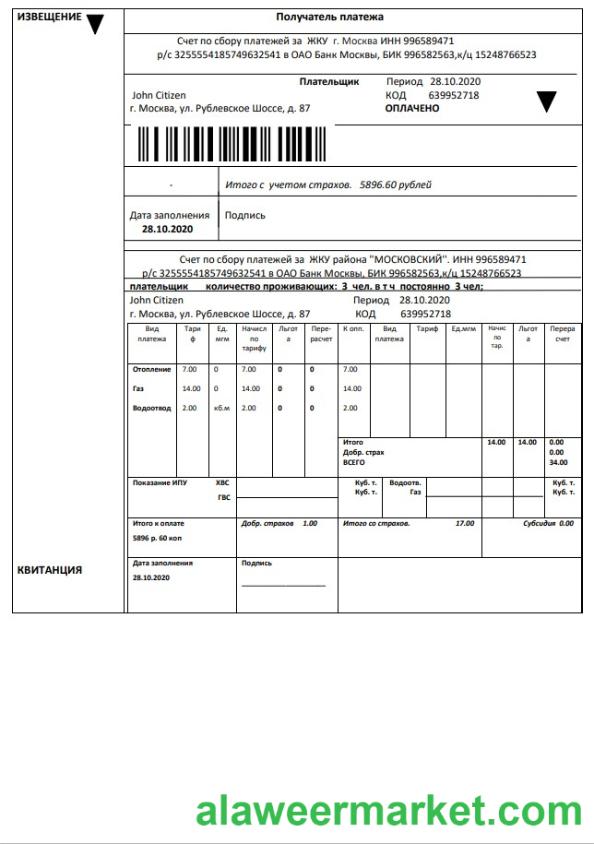 ИЗВЕЩЕНИЕ
Получатель платежа
Счет по сбору платежей за ЖКУ г. Москва ИНН 996589471
р/с 3255554185749632541 в ОАО Банк Москвы, БИК 996582563,к/ц 15248766523
Плательщик Период 28.10.2020
John Citizen КОД 639952718
г. Москва, ул. Рублевское Шоссе, д. 87 ОПЛАЧЕНО
- Итого с учетом страхов. 5896.60 рублей
Дата заполнения Подпись
28.10.2020
Счет по сбору платежей за ЖКУ района "МОСКОВСКИЙ". ИНН 996589471
р/с 3255554185749632541 в ОАО Банк Москвы, БИК 996582563,к/ц 15248766523
плательщик количество проживающих: 3 чел. в т ч постоянно 3 чел;
John Citizen Период 28.10.2020
г. Москва, ул. Рублевское Шоссе, д. 87 КОД 639952718
Вид Тари Ед. Начисл Льгот Пере- К опл. Вид Тариф Ед.мгм Начис Льгот Перера
платежа ф мгм по а расчет платежа по а счет
тарифу тар.
Отопление 7.00 0 7.00 0 0 7.00
Газ 14.00 0 14.00 0 0 14.00
Водоотвод 2.00 кб.м 2.00 0 0 2.00
Итого 14.00 14.00 0.00
Добр. страх 0.00
ВСЕГО 34.00
Показание ИПУ ХВС Куб. т. Водоотв. Куб. т.
ГВС Куб. т. Газ Куб. т.
Итого к оплате Добр. страхов 1.00 Итого со страхов. 17.00 Субсидия 0.00
5896 р. 60 коп
Дата заполнения Подпись
КВИТАНЦИЯ 28.10.2020
alaweermarket.com